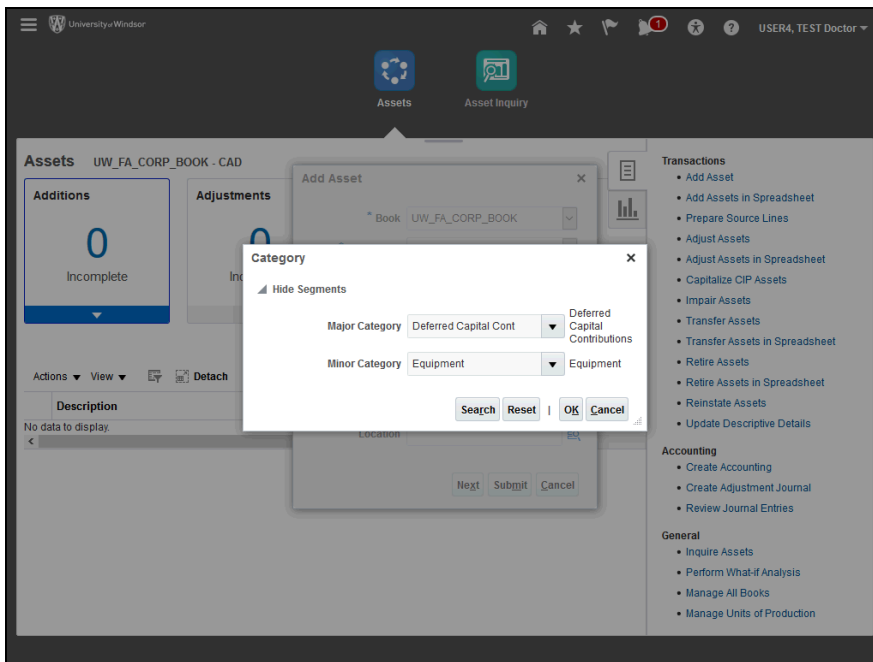 University of Windsor
1
USER4, TEST Doctor
Assets
Asset Inquiry
Assets UW_FA_CORP_BOOK - CAD
Additions
0
Incomplete
Adjustments
Add Asset
* Book UW_FA_CORP_BOOK
Category
Hide Segments
Major Category Deferred Capital Cont
Deferred
Capital
Contributions
Minor Category Equipment
Equipment
Search Reset | OK Cancel
Actions View Detach
Description
No data to display.
Location
Next Submit Cancel
Transactions
Add Asset
Add Assets in Spreadsheet
Prepare Source Lines
Adjust Assets
Adjust Assets in Spreadsheet
Capitalize CIP Assets
Impair Assets
Transfer Assets
Transfer Assets in Spreadsheet
Retire Assets
Retire Assets in Spreadsheet
Reinstate Assets
Update Descriptive Details
Accounting
Create Accounting
Create Adjustment Journal
Review Journal Entries
General
Inquire Assets
Perform What-if Analysis
Manage All Books
Manage Units of Production